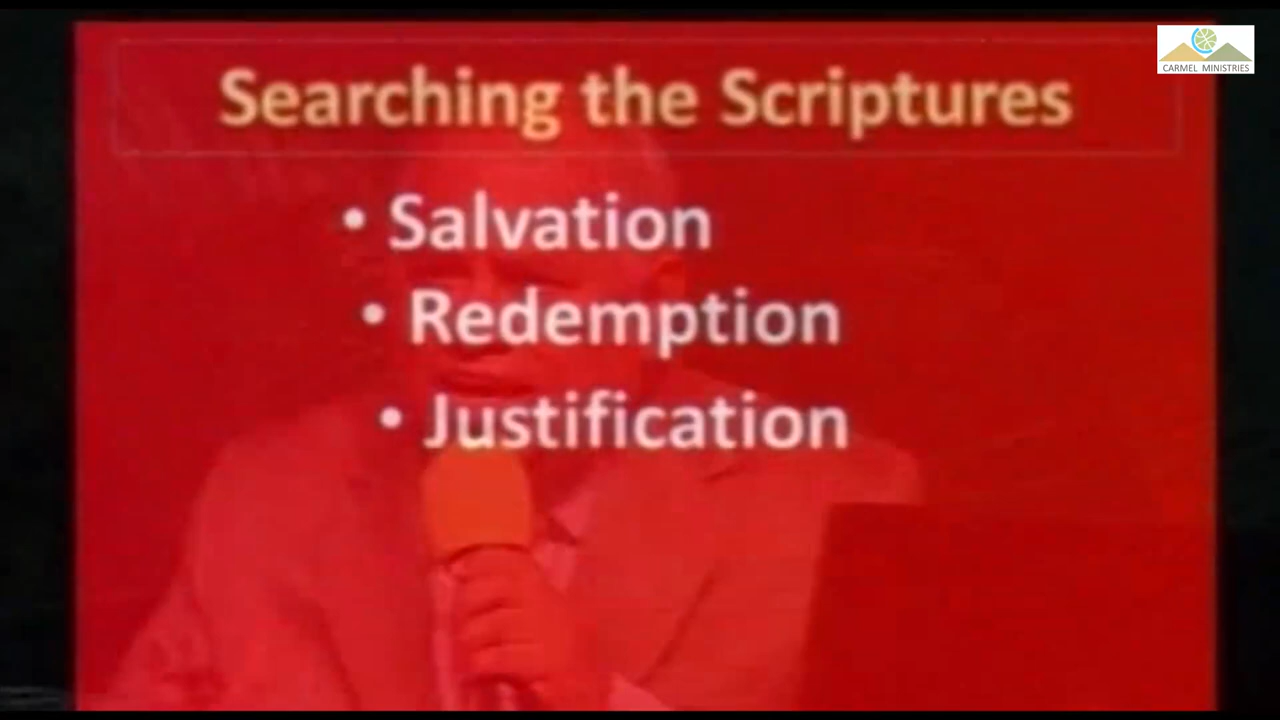 CARMEL MINISTRIES
Searching the Scriptures
• Salvation
• Redemption
• Justification